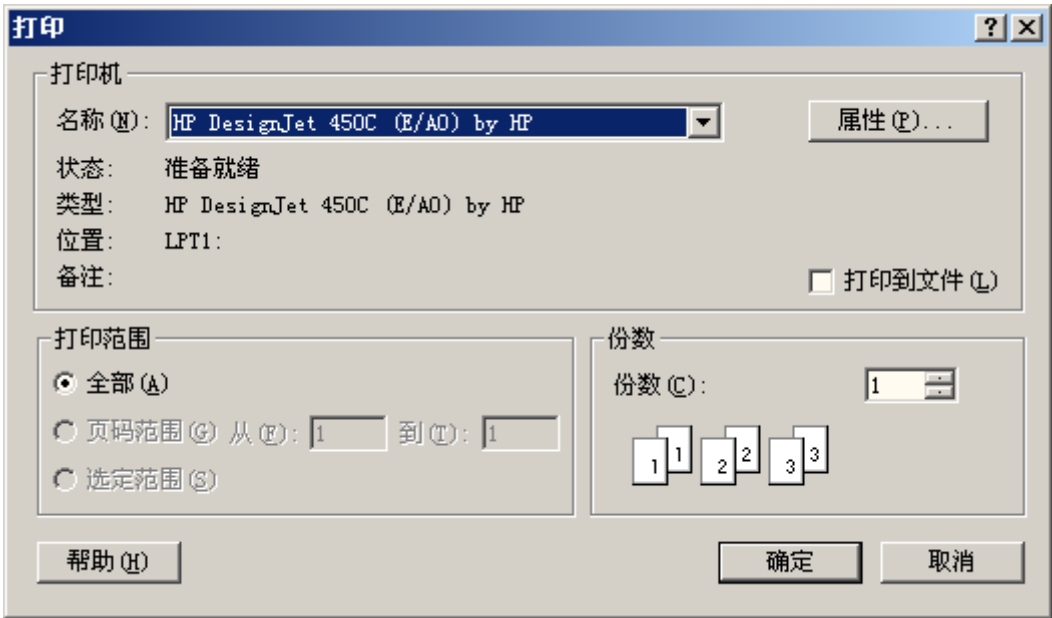 打印
打印机
名称(N): HP DesignJet 450C (E/A0) by HP 属性(P)...
状态: 准备就绪
类型: HP DesignJet 450C (E/A0) by HP
位置: LPT1:
备注:
打印到文件(L)
打印范围
全部(A)
页码范围(G) 从(F): 1 到(T): 1
选定范围(S)
份数
份数(C): 1
1 1 2 2 3 3
帮助(H) 确定 取消